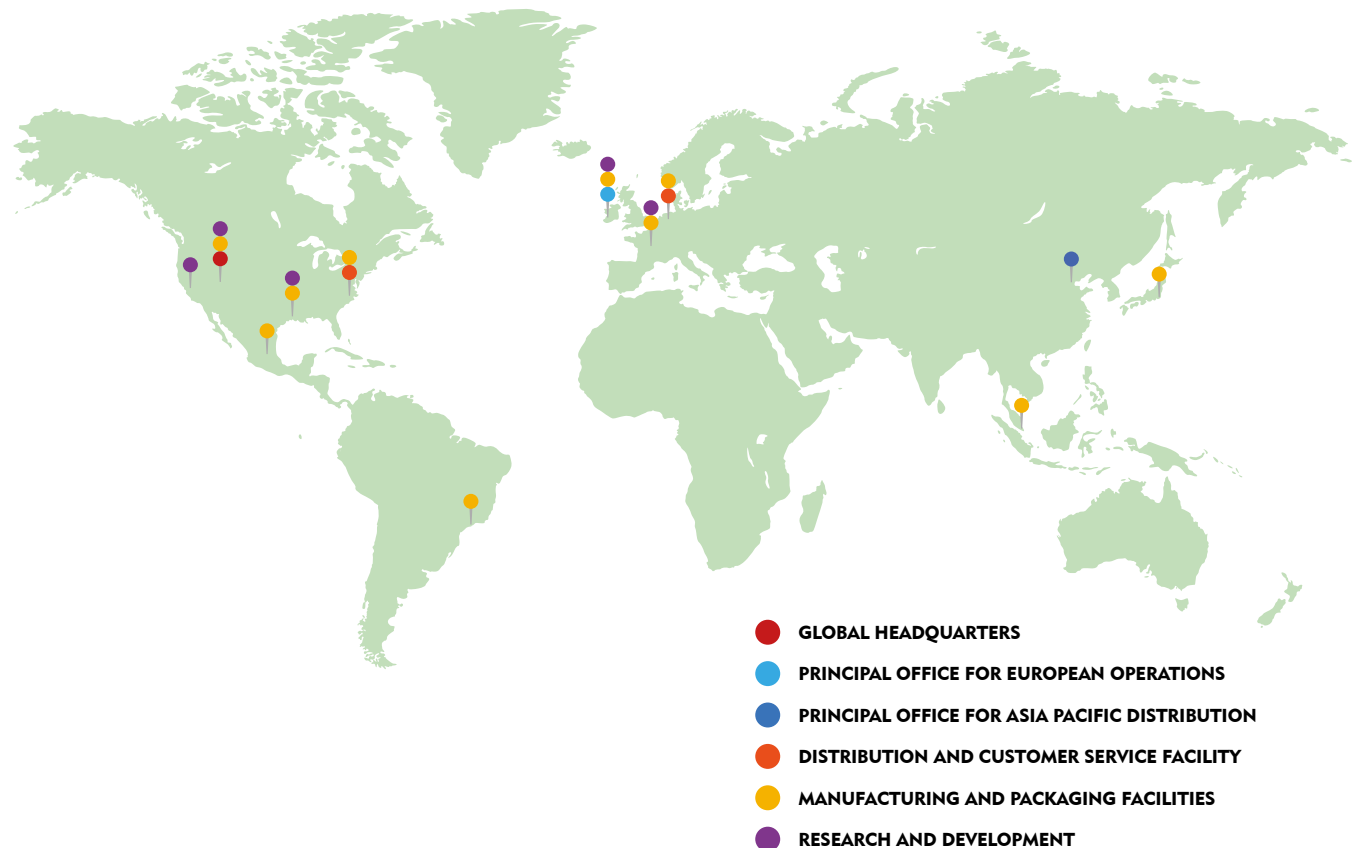 GLOBAL HEADQUARTERS
PRINCIPAL OFFICE FOR EUROPEAN OPERATIONS
PRINCIPAL OFFICE FOR ASIA PACIFIC DISTRIBUTION
DISTRIBUTION AND CUSTOMER SERVICE FACILITY
MANUFACTURING AND PACKAGING FACILITIES
RESEARCH AND DEVELOPMENT